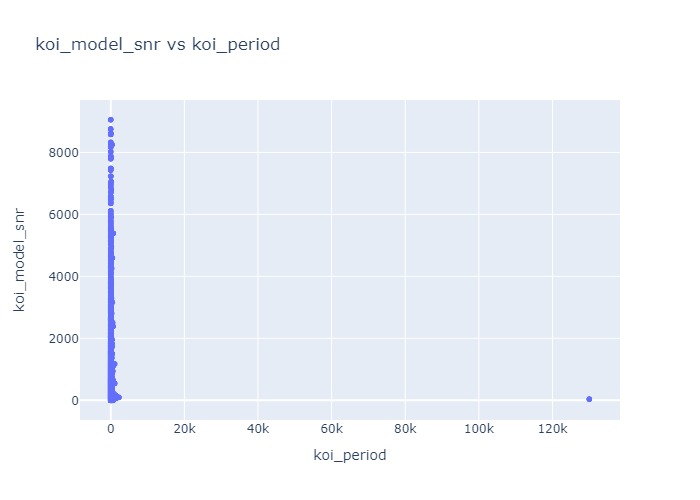 koi_model_snr vs koi_period
8000
6000
4000
2000
0
koi_model_snr
0 20k 40k 60k 80k 100k 120k
koi_period